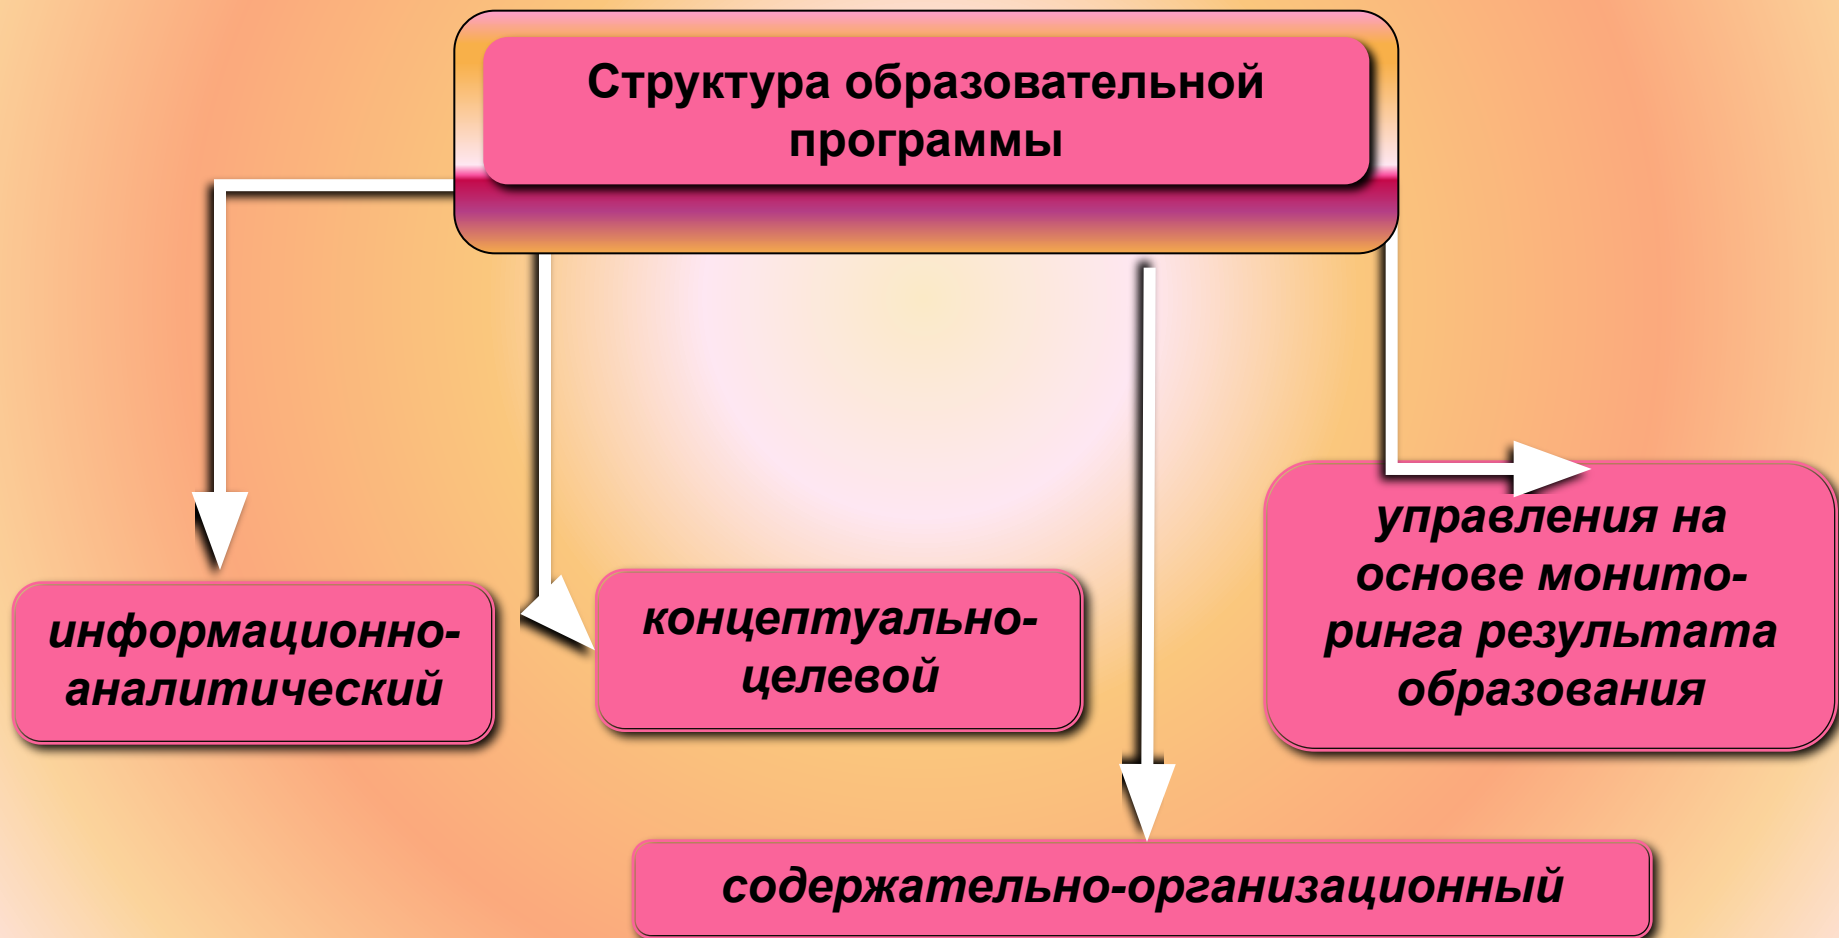 Структура образовательной
программы
информационно-
аналитический
концептуально-
целевой
управления на
основе монито-
ринга результата
образования
содержательно-организационный